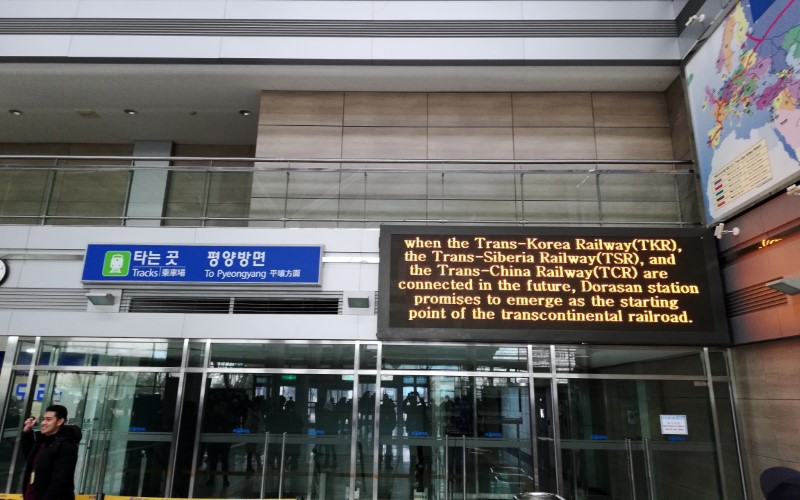 타는 곳 평양방면
Tracks 乘車場 To Pyeongyang 平壤方面
when the Trans-Korea Railway(TKR),
the Trans-Siberia Railway(TSR), and
the Trans-China Railway(TCR) are
connected in the future, Dorasan station
promises to emerge as the starting
point of the transcontinental railroad.